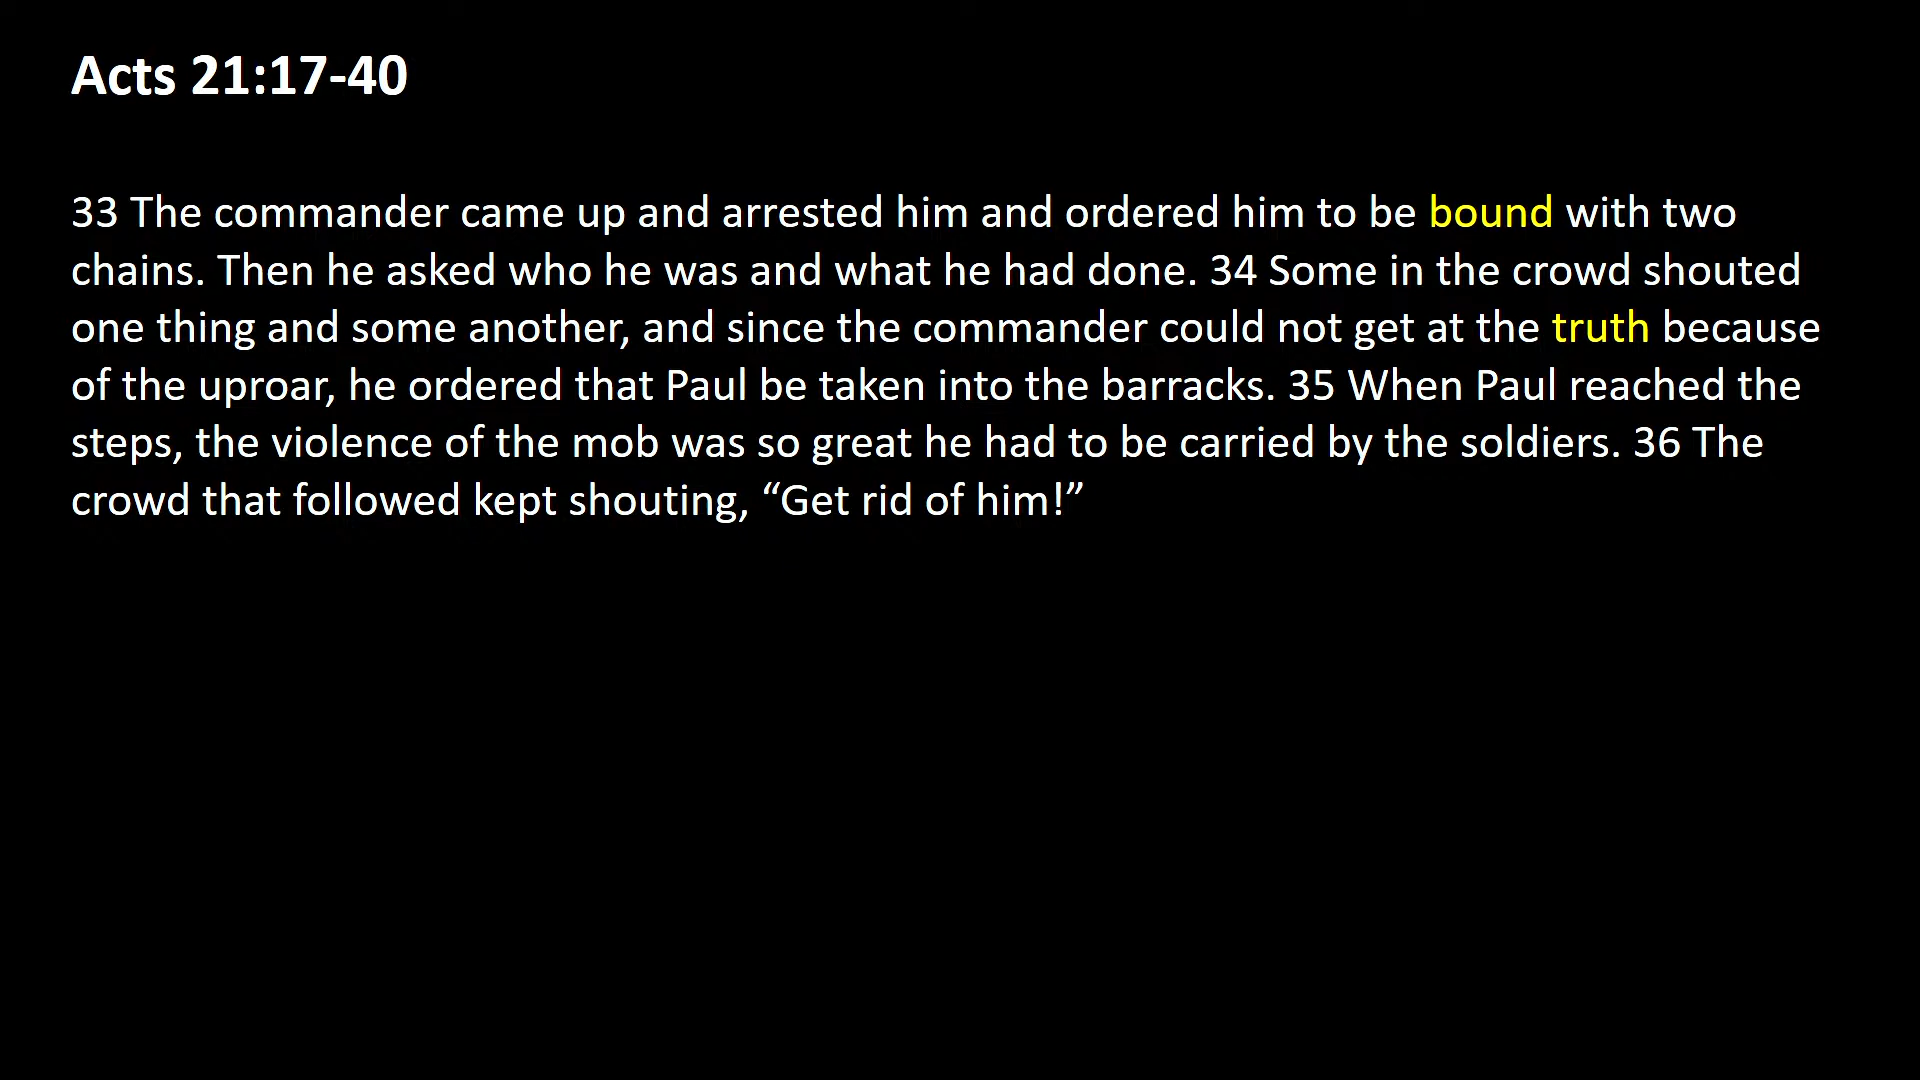 Acts 21:17-40
33 The commander came up and arrested him and ordered him to be bound with two
chains. Then he asked who he was and what he had done. 34 Some in the crowd shouted
one thing and some another, and since the commander could not get at the truth because
of the uproar, he ordered that Paul be taken into the barracks. 35 When Paul reached the
steps, the violence of the mob was so great he had to be carried by the soldiers. 36 The
crowd that followed kept shouting, “Get rid of him!”